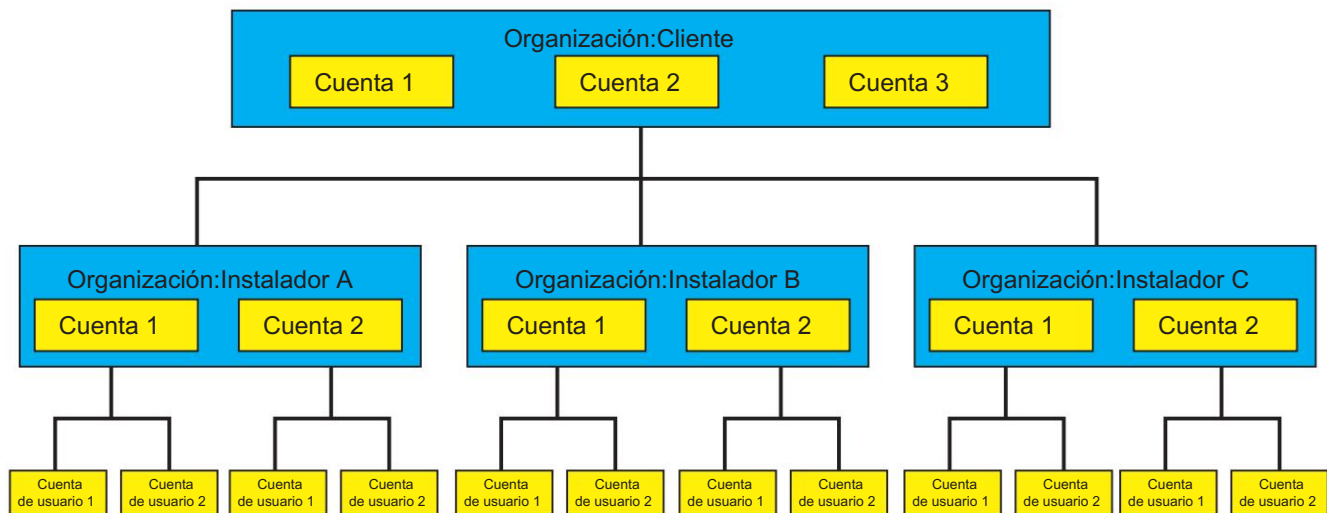 Organización:Cliente
Cuenta 1
Cuenta 2
Cuenta 3
Organización:Instalador A
Cuenta 1
Cuenta 2
Organización:Instalador B
Cuenta 1
Cuenta 2
Organización:Instalador C
Cuenta 1
Cuenta 2
Cuenta
de usuario 1
Cuenta
de usuario 2
Cuenta
de usuario 1
Cuenta
de usuario 2
Cuenta
de usuario 1
Cuenta
de usuario 2
Cuenta
de usuario 1
Cuenta
de usuario 2
Cuenta
de usuario 1
Cuenta
de usuario 2
Cuenta
de usuario 1
Cuenta
de usuario 2